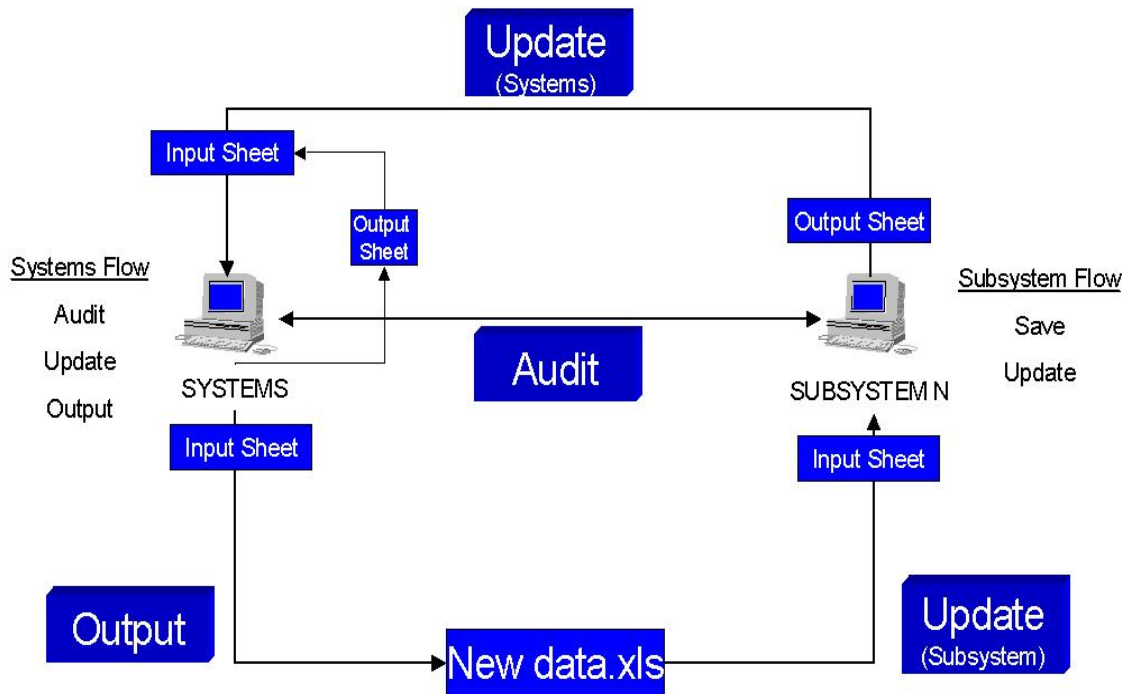 Update
(Systems)
Input Sheet
Output
Sheet
Output Sheet
Systems Flow
Audit
Update
Output
Subsystem Flow
Save
Update
Audit
SYSTEMS
SUBSYSTEM N
Input Sheet
Input Sheet
Output
New data.xls
Update
(Subsystem)